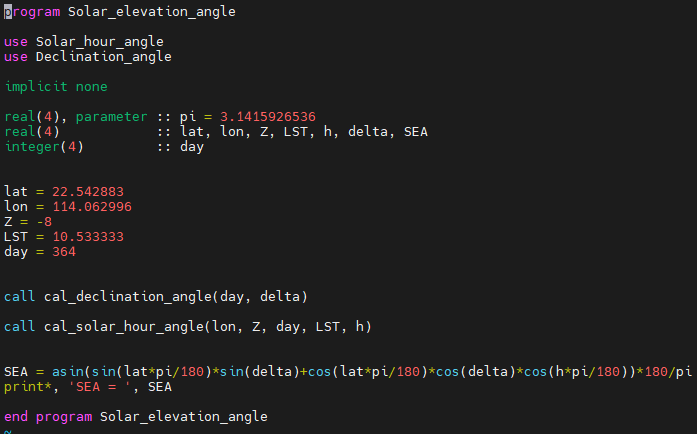 program Solar_elevation_angle
use Solar_hour_angle
use Declination_angle
implicit none
real(4), parameter :: pi = 3.1415926536
real(4)            :: lat, lon, Z, LST, h, delta, SEA
integer(4)         :: day
lat = 22.542883
lon = 114.062996
Z = -8
LST = 10.533333
day = 364
call cal_declination_angle(day, delta)
call cal_solar_hour_angle(lon, Z, day, LST, h)
SEA = asin(sin(lat*pi/180)*sin(delta)+cos(lat*pi/180)*cos(delta)*cos(h*pi/180))*180/pi
print*, 'SEA = ', SEA
end program Solar_elevation_angle
~